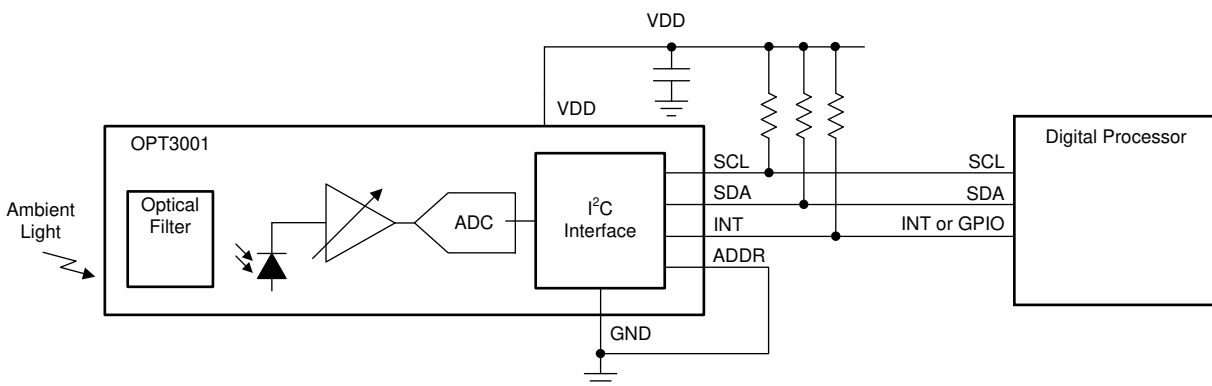 VDD
VDD
OPT3001
Digital Processor
SCL
SCL
Optical
Filter
Ambient
Light
ADC
I²C
Interface
SDA
SDA
INT
INT or GPIO
ADDR
GND